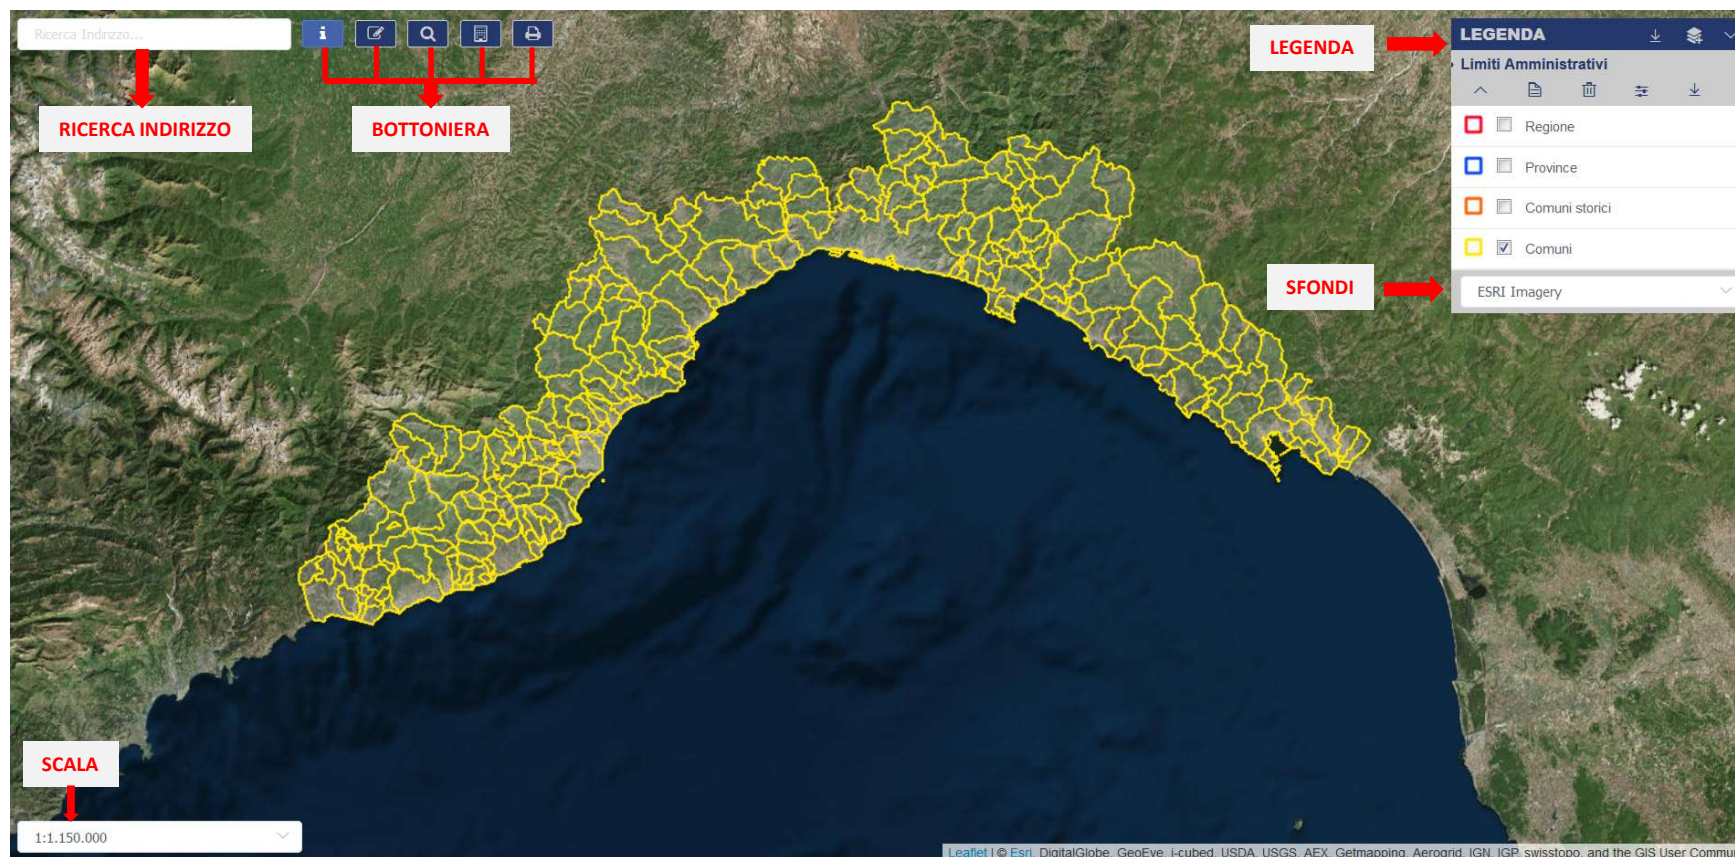 Ricerca Indirizzo...
LEGENDA
LEGENDA
Limiti Amministrativi
RICERCA INDIRIZZO
BOTTONIERA
Regione
Province
Comuni storici
Comuni
SFONDI
ESRI Imagery
SCALA
1:1.150.000
Leaflet | © Esri, DigitalGlobe, GeoEye, i-cubed, USDA, USGS, AEX, Getmapping, Aerogrid, IGN, IGP, swisstopo, and the GIS User Commu